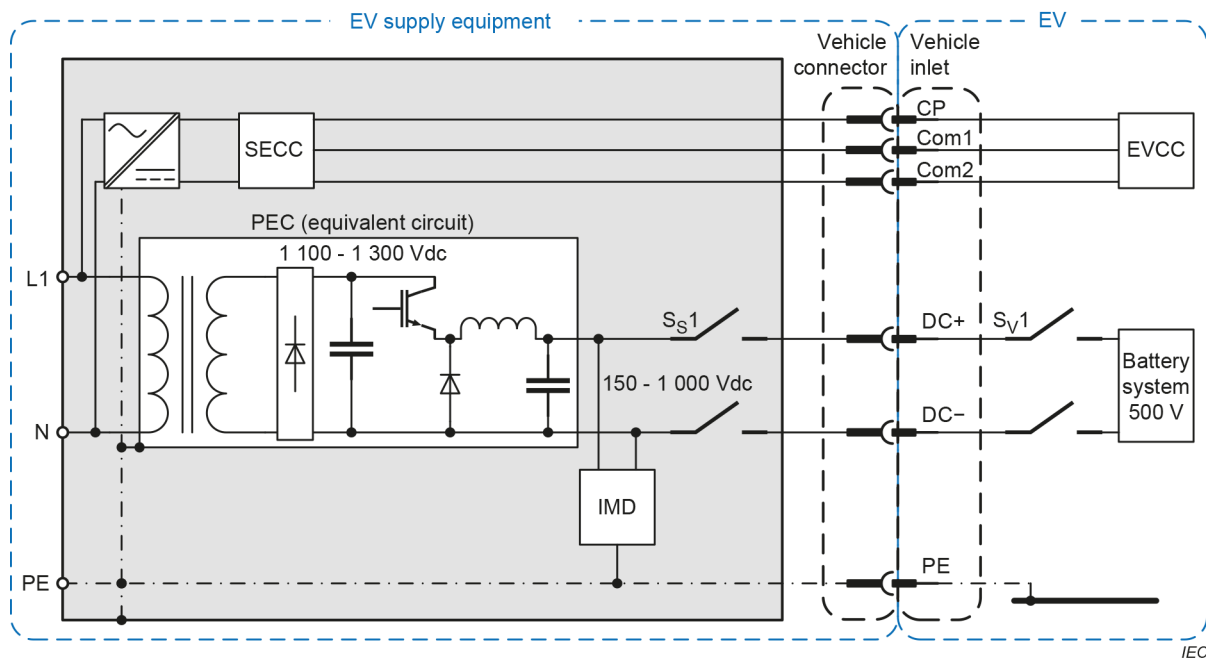 EV supply equipment
EV
Vehicle
connector
Vehicle
inlet
CP
Com1
Com2
SECC
EVCC
PEC (equivalent circuit)
1 100 - 1 300 Vdc
L1
N
PE
SS1
150 - 1 000 Vdc
DC+
DC–
SV1
Battery
system
500 V
IMD
PE
IEC